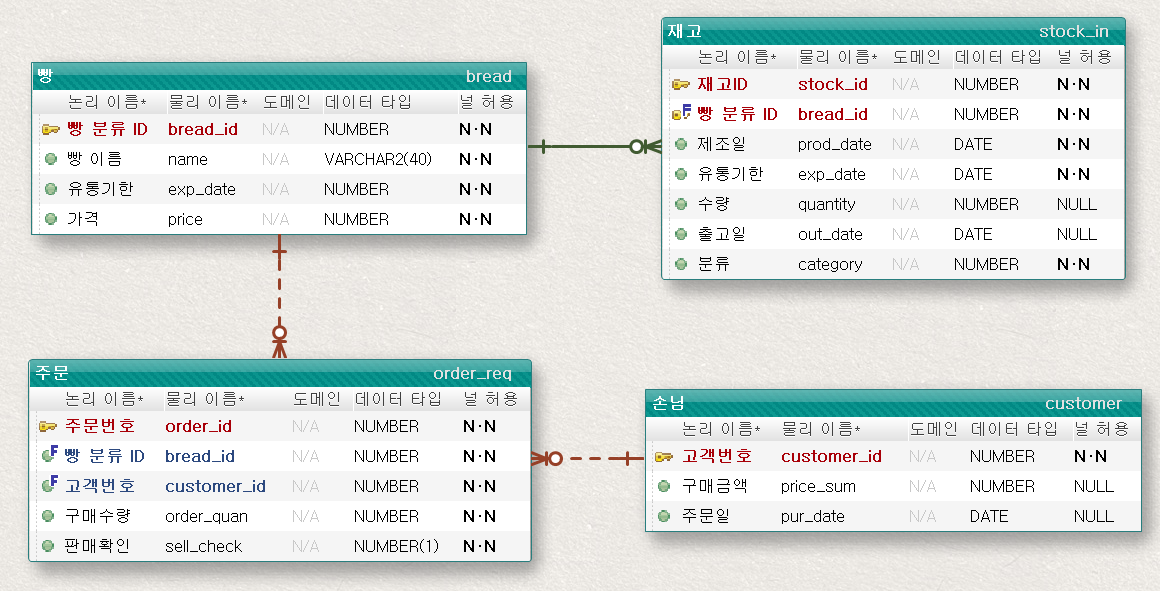 빵 bread
논리 이름* 물리 이름* 도메인 데이터 타입 널 허용
빵 분류 ID bread_id N/A NUMBER N·N
빵 이름 name N/A VARCHAR2(40) N·N
유통기한 exp_date N/A NUMBER N·N
가격 price N/A NUMBER N·N
재고 stock_in
논리 이름* 물리 이름* 도메인 데이터 타입 널 허용
재고ID stock_id N/A NUMBER N·N
F 빵 분류 ID bread_id N/A NUMBER N·N
제조일 prod_date N/A DATE N·N
유통기한 exp_date N/A DATE N·N
수량 quantity N/A NUMBER NULL
출고일 out_date N/A DATE NULL
분류 category N/A NUMBER N·N
주문 order_req
논리 이름* 물리 이름* 도메인 데이터 타입 널 허용
주문번호 order_id N/A NUMBER N·N
F 빵 분류 ID bread_id N/A NUMBER N·N
F 고객번호 customer_id N/A NUMBER N·N
구매수량 order_quan N/A NUMBER N·N
판매확인 sell_check N/A NUMBER(1) N·N
손님 customer
논리 이름* 물리 이름* 도메인 데이터 타입 널 허용
고객번호 customer_id N/A NUMBER N·N
구매금액 price_sum N/A NUMBER NULL
주문일 pur_date N/A DATE NULL